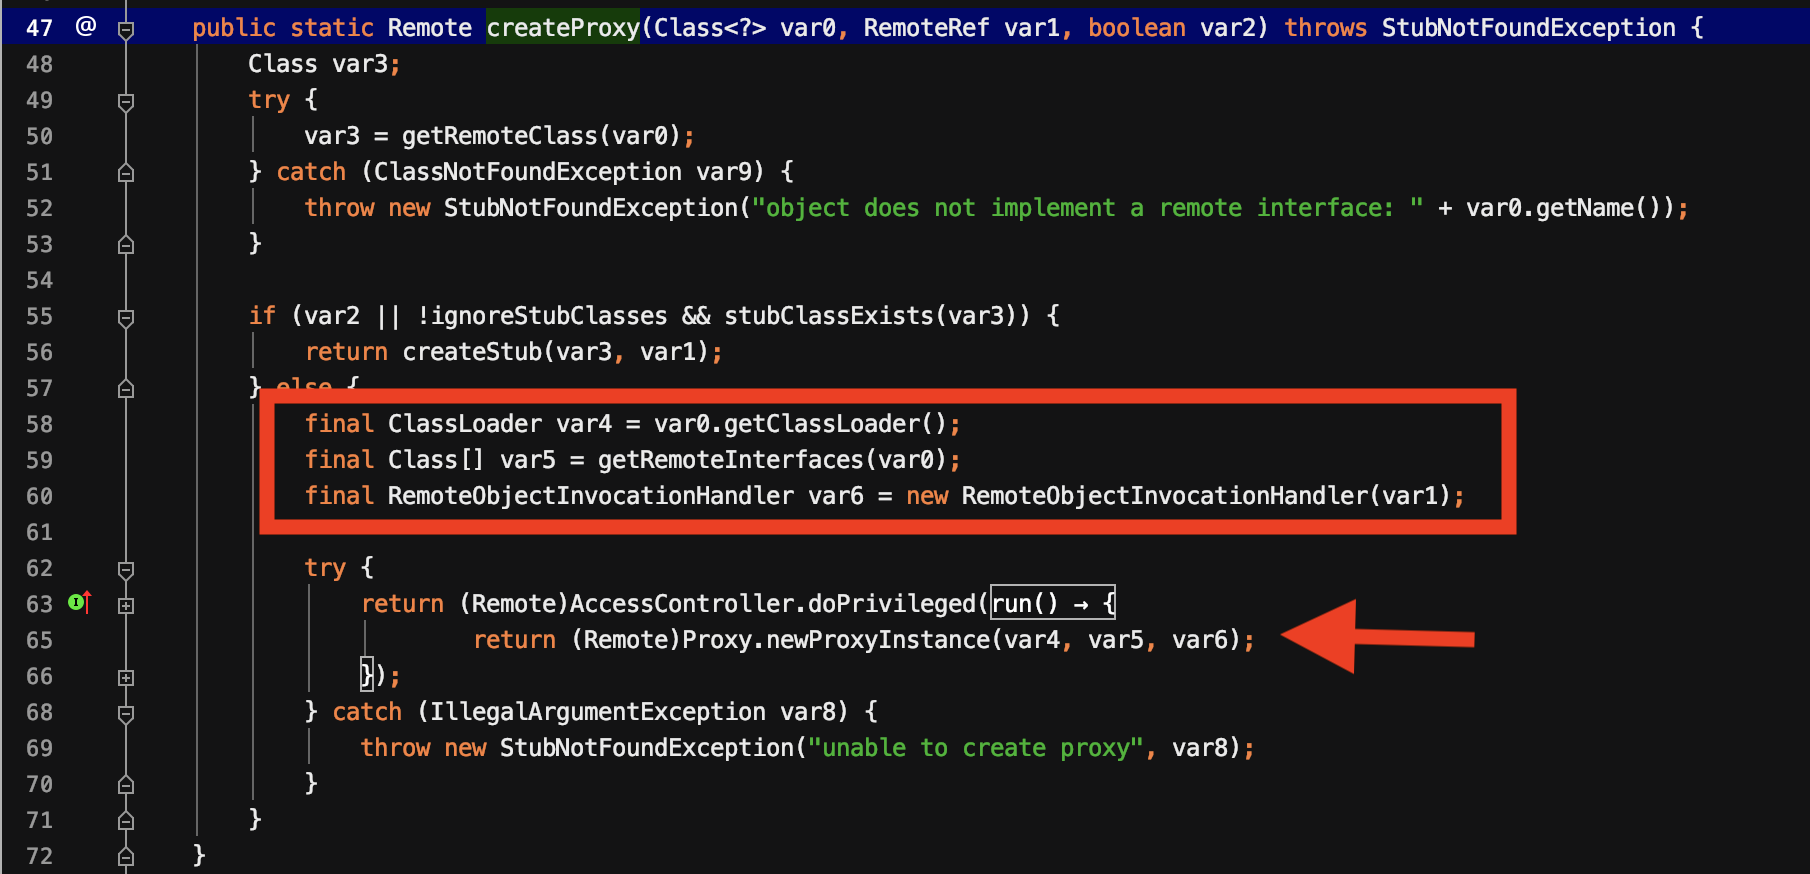 47 @ public static Remote createProxy(Class<?> var0, RemoteRef var1, boolean var2) throws StubNotFoundException {
48 Class var3;
49 try {
50 var3 = getRemoteClass(var0);
51 } catch (ClassNotFoundException var9) {
52 throw new StubNotFoundException("object does not implement a remote interface: " + var0.getName());
53 }
54
55 if (var2 || !ignoreStubClasses && stubClassExists(var3)) {
56 return createStub(var3, var1);
57 } else {
58 final ClassLoader var4 = var0.getClassLoader();
59 final Class[] var5 = getRemoteInterfaces(var0);
60 final RemoteObjectInvocationHandler var6 = new RemoteObjectInvocationHandler(var1);
61
62 try {
63 return (Remote)AccessController.doPrivileged(run() → {
65 return (Remote)Proxy.newProxyInstance(var4, var5, var6);
66 });
68 } catch (IllegalArgumentException var8) {
69 throw new StubNotFoundException("unable to create proxy", var8);
70 }
71 }
72 }